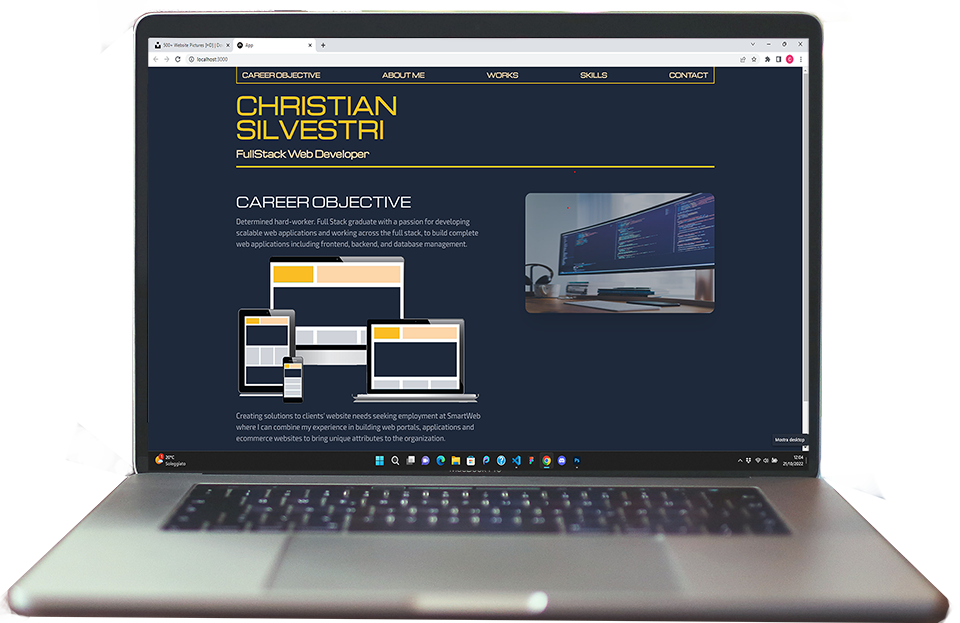 500+ Website Pictures [HD] | Do
App
localhost:3000
CAREER OBJECTIVE
ABOUT ME
WORKS
SKILLS
CONTACT
CHRISTIAN
SILVESTRI
FullStack Web Developer
CAREER OBJECTIVE
Determined hard-worker. Full Stack graduate with a passion for developing
scalable web applications and working across the full stack, to build complete
web applications including frontend, backend, and database management.
Creating solutions to clients' website needs seeking employment at SmartWeb
where I can combine my experience in building web portals, applications and
ecommerce websites to bring unique attributes to the organization.
Mostra desktop
20°C
Soleggiato
12:04
21/10/2022